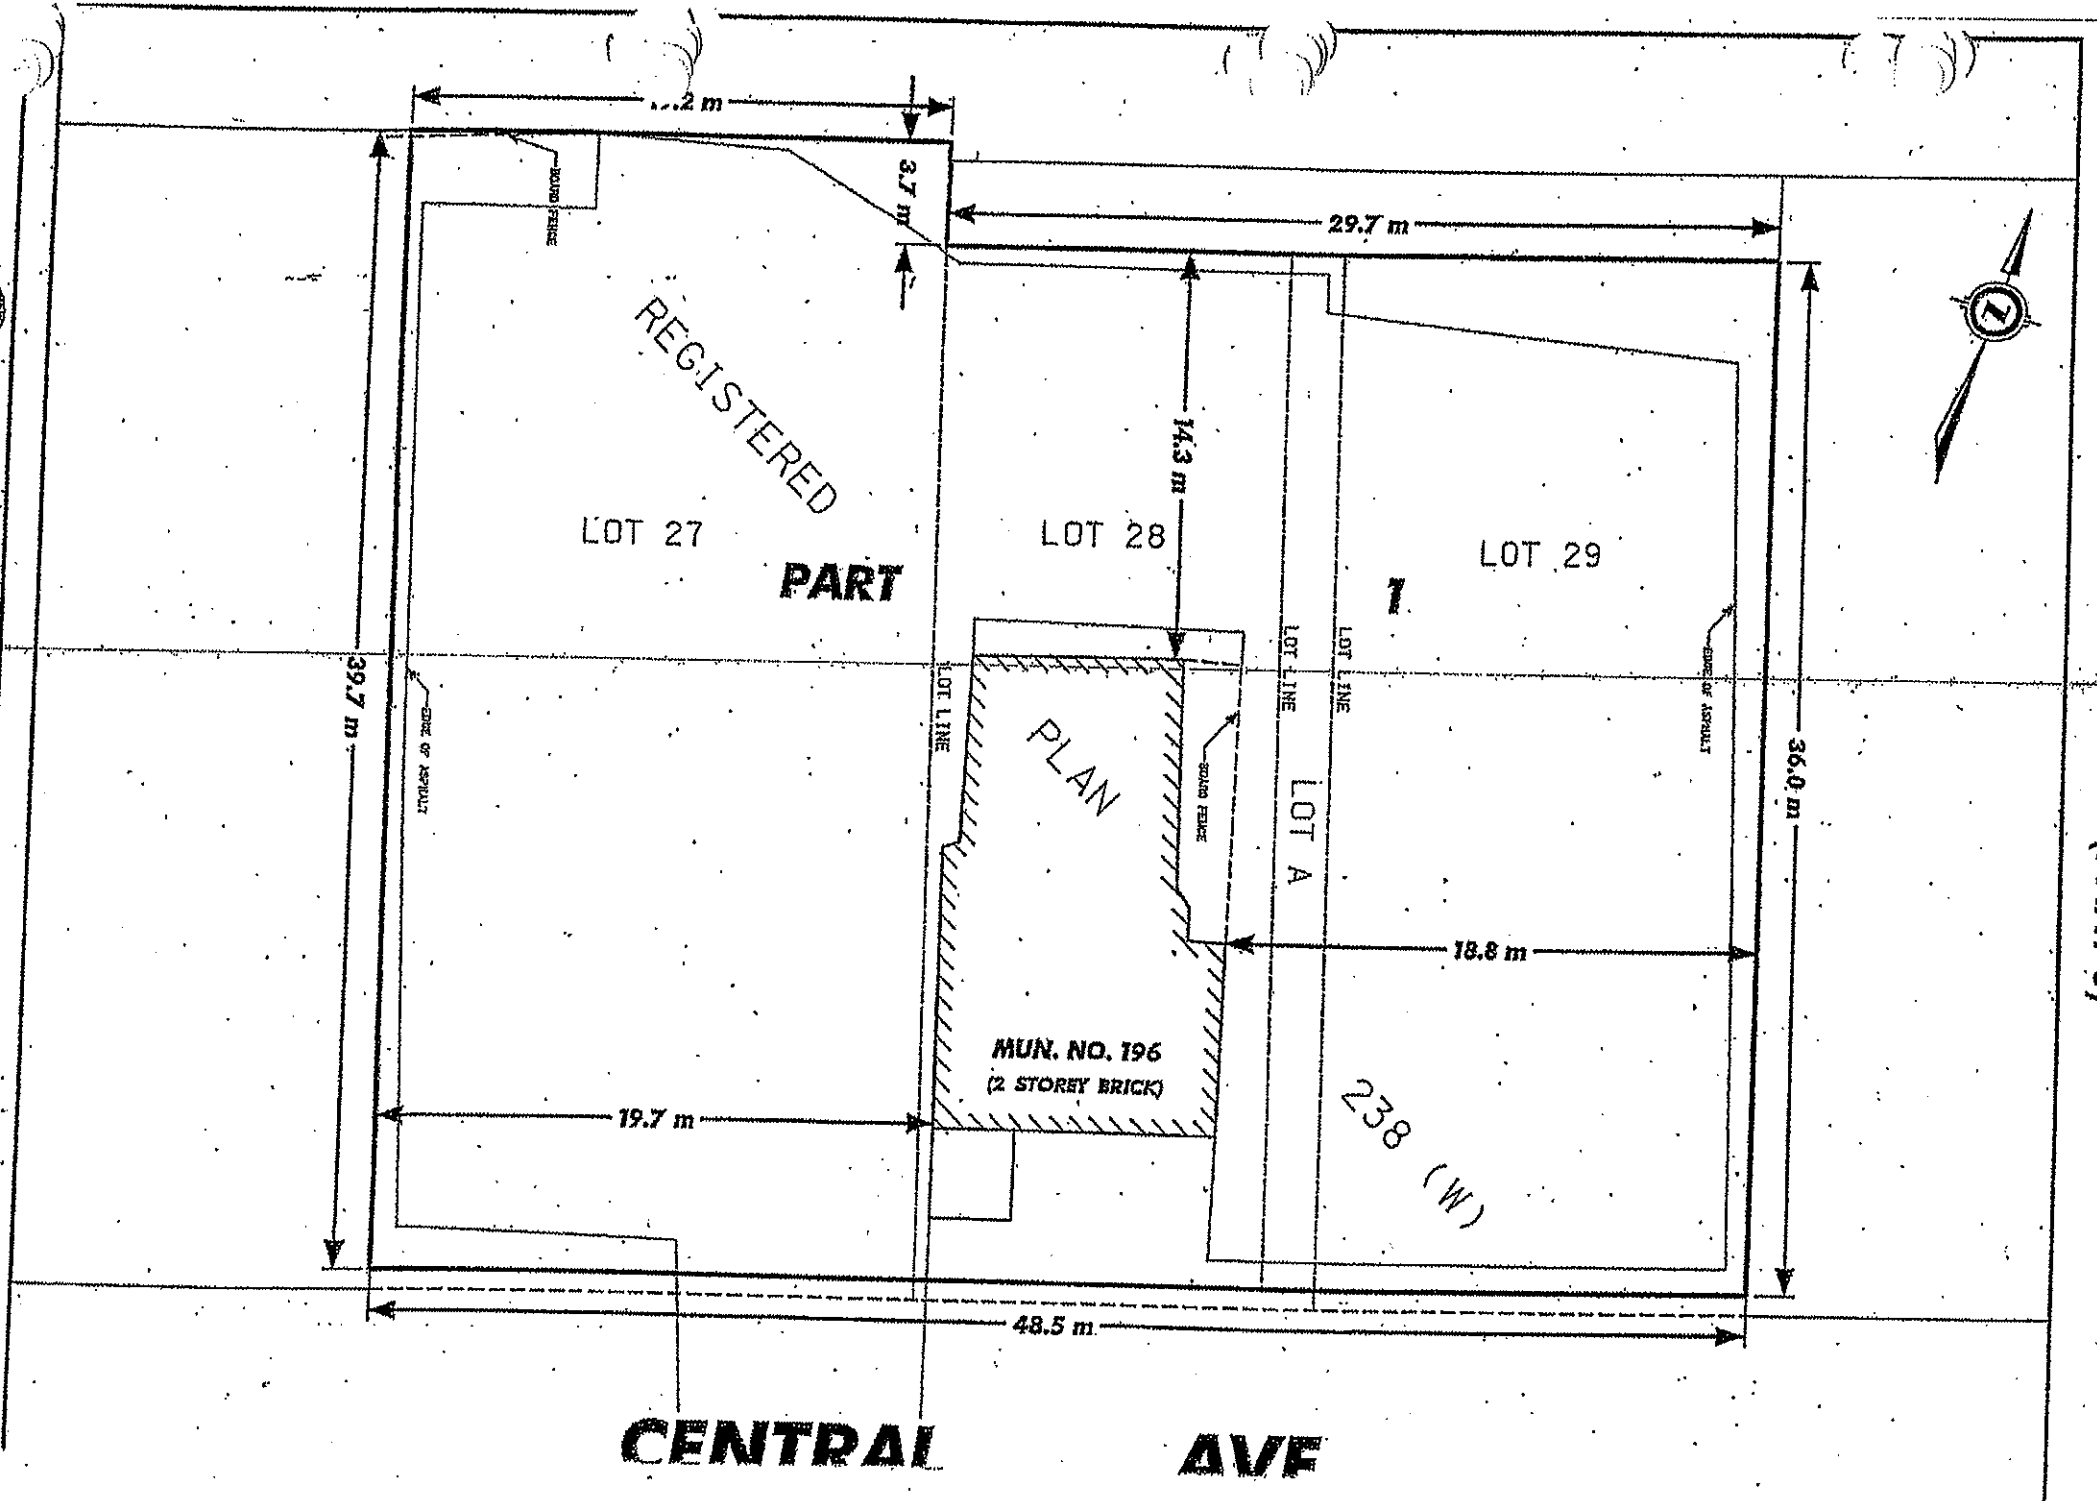 .2 m
3.7 m
29.7 m
BOARD FENCE
REGISTERED
14.3 m
LOT 27
LOT 28
LOT 29
PART
1
LOT LINE
LOT LINE
LOT LINE
39.7 m
EDGE OF ASPHALT
EDGE OF ASPHALT
PLAN
BOARD FENCE
LOT A
36.0 m
18.8 m
MUN. NO. 196
(2 STOREY BRICK)
19.7 m
238 (W)
48.5 m
CENTRAL AVE